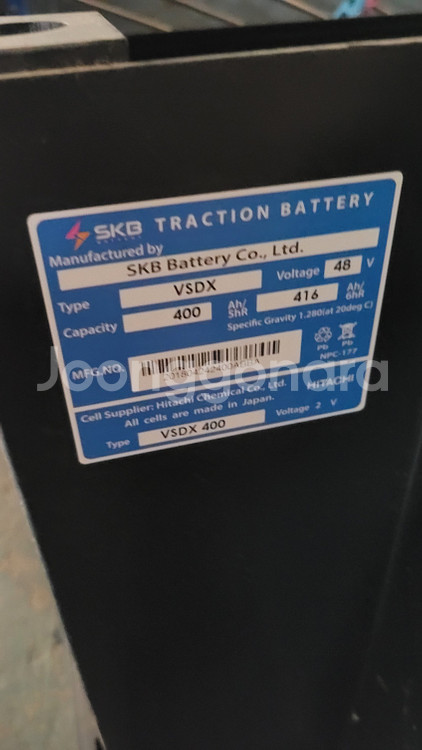 SKB TRACTION BATTERY
Manufactured by
SKB Battery Co., Ltd.
Type VSDX Voltage 48 V
Capacity 400 Ah/5hR 416 Ah/6hR
Specific Gravity 1.280(at 20deg C)
MFG.NO.
Pb Pb
NPC-177
Joonggonara
Cell Supplier: Hitachi Chemical Co., Ltd. HITACHI
All cells are made in Japan.
Type VSDX 400 Voltage 2 V